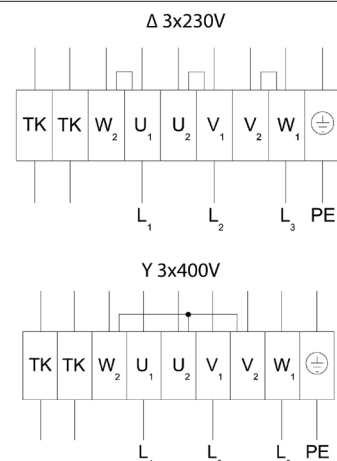 Δ 3x230V
TK TK W₂ U₁ U₂ V₁ V₂ W₁
L₁ L₂ L₃ PE
Y 3x400V
TK TK W₂ U₁ U₂ V₁ V₂ W₁
L L L PE